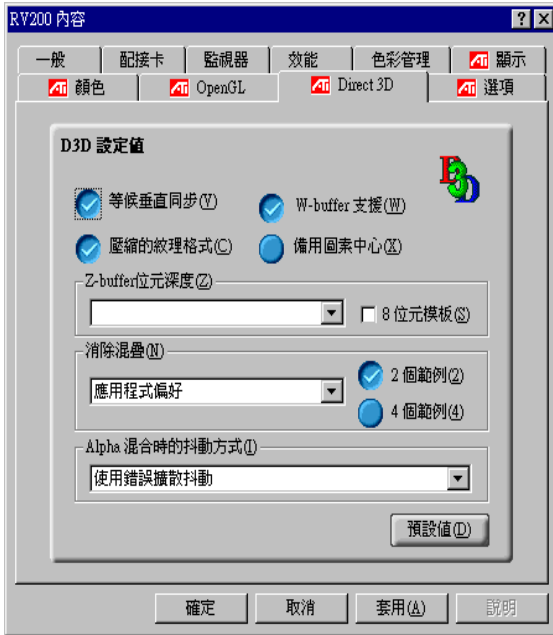 RV200 內容
一般 配接卡 監視器 效能 色彩管理 ATI 顯示
ATI 顏色 ATI OpenGL ATI Direct 3D ATI 選項
D3D 設定值
D3D
等候垂直同步(V) W-buffer 支援(W)
壓縮的紋理格式(C) 備用圖素中心(X)
Z-buffer位元深度(Z)
8 位元模板(S)
消除混疊(N)
2 個範例(2)
應用程式偏好
4 個範例(4)
Alpha 混合時的抖動方式(I)
使用錯誤擴散抖動
預設值(D)
確定 取消 套用(A) 說明